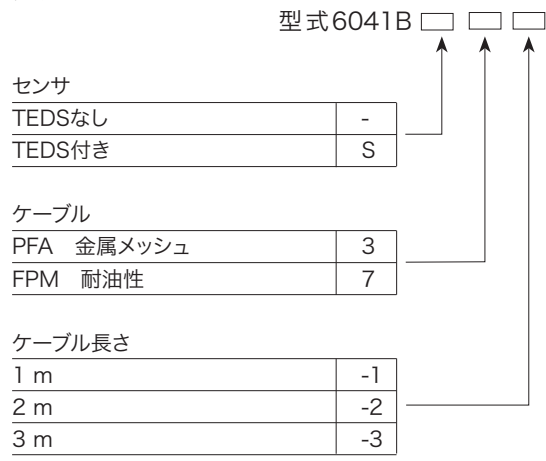 型式6041B
センサ
TEDSなし -
TEDS付き S
ケーブル
PFA 金属メッシュ 3
FPM 耐油性 7
ケーブル長さ
1 m -1
2 m -2
3 m -3